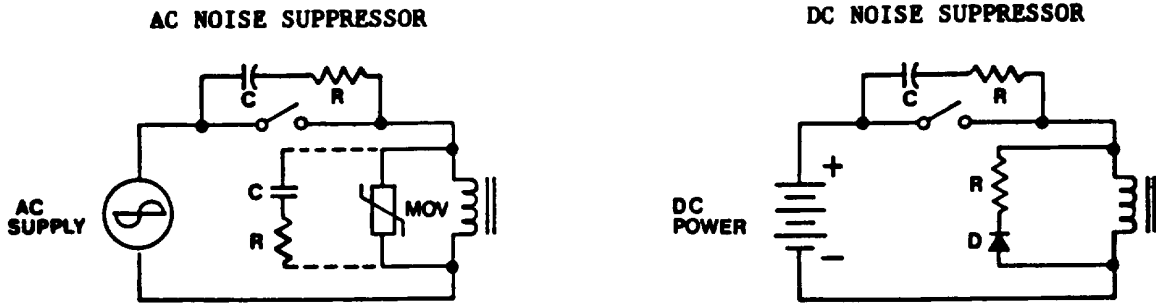 AC NOISE SUPPRESSOR
C
R
AC
SUPPLY
C
R
MOV
DC NOISE SUPPRESSOR
C
R
DC
POWER
+
−
R
D